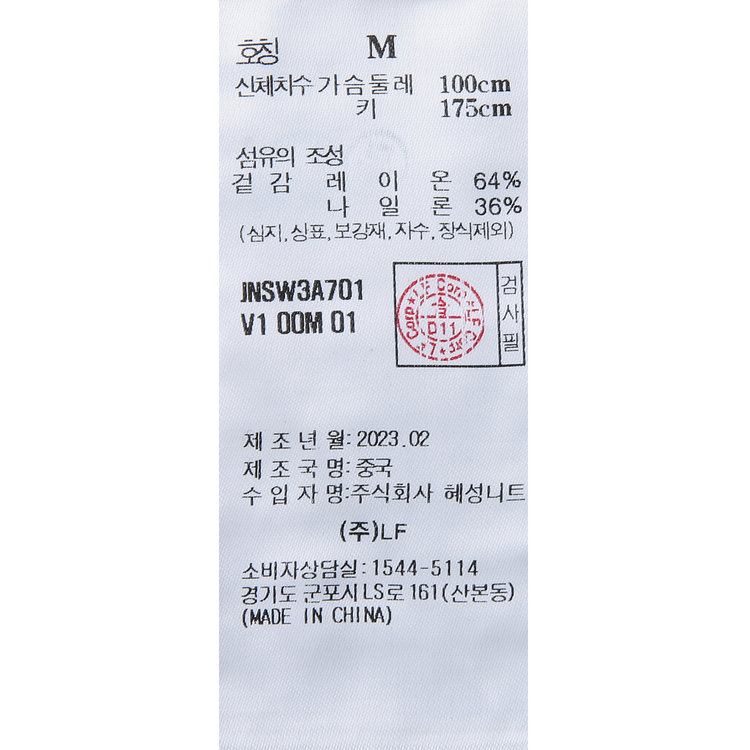 호칭 M
신체치수 가슴둘레 100cm
키 175cm
섬유의 조성
겉감 레이온 64%
나일론 36%
(심지,상표,보강재,자수,장식제외)
JNSW3A701
V1 00M 01
검사필
D11
제조년월:2023.02
제조국명:중국
수입자명:주식회사 혜성니트
(주)LF
소비자상담실:1544-5114
경기도 군포시 LS로 161(산본동)
(MADE IN CHINA)